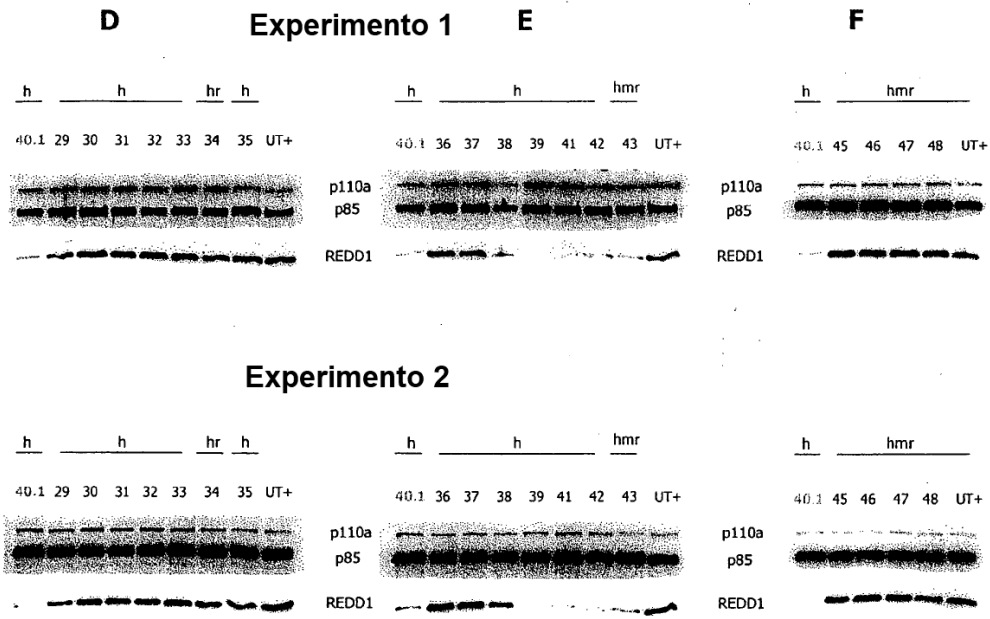 D Experimento 1 E F
h h hr h h h hmr h hmr
40.1 29 30 31 32 33 34 35 UT+ 40.1 36 37 38 39 41 42 43 UT+ 40.1 45 46 47 48 UT+
p110a p110a
p85 p85
REDD1 REDD1
Experimento 2
h h hr h h h hmr h hmr
40.1 29 30 31 32 33 34 35 UT+ 40.1 36 37 38 39 41 42 43 UT+ 40.1 45 46 47 48 UT+
p110a p110a
p85 p85
REDD1 REDD1